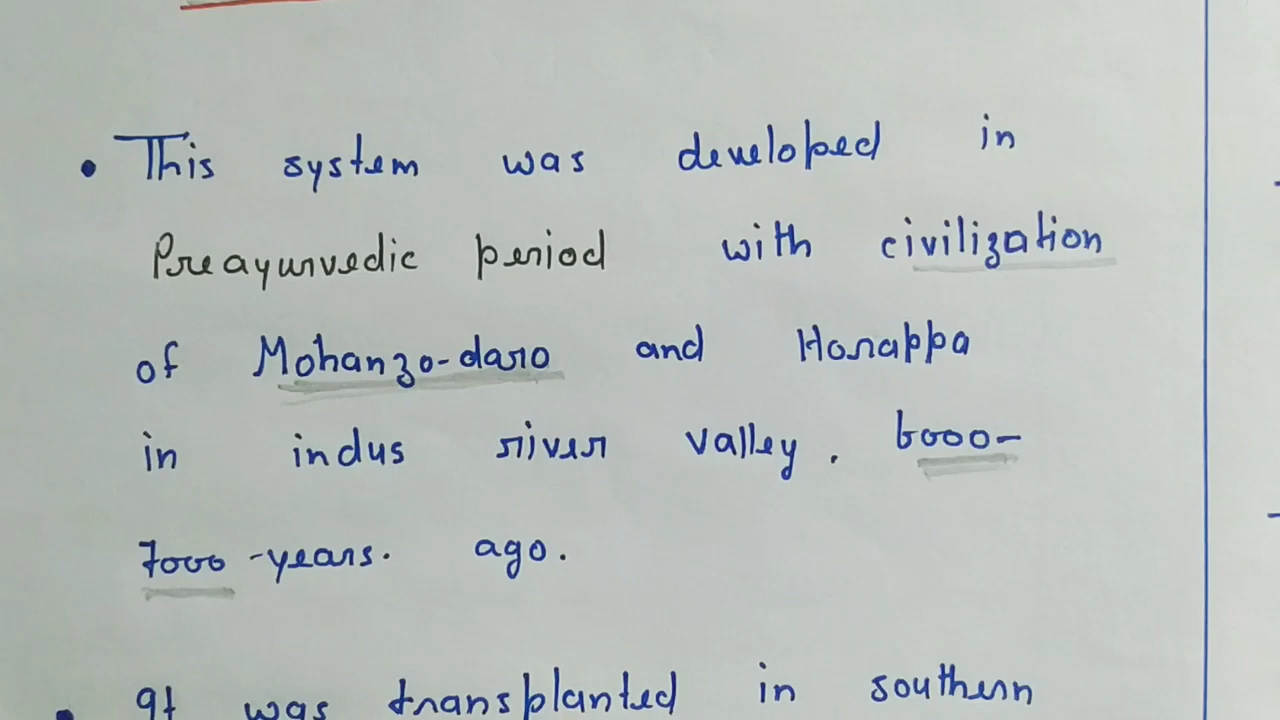 • This system was developed in
Preayurvedic period with civilization
of Mohanzo-daro and Harappa
in indus river valley. 6000-
7000 -years. ago.
• It was transplanted in southern